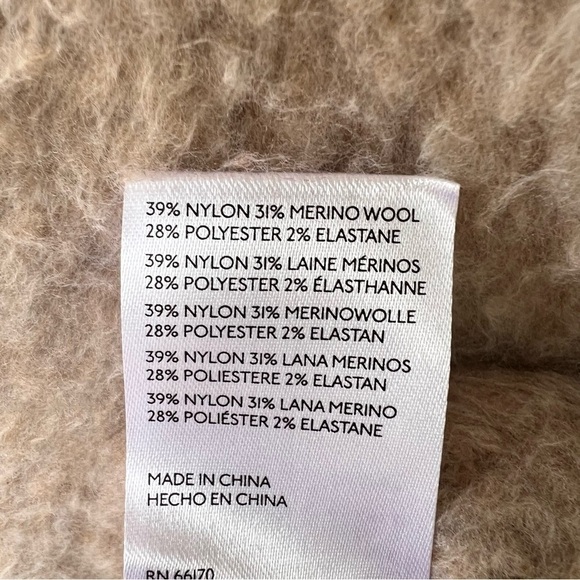 39% NYLON 31% MERINO WOOL
28% POLYESTER 2% ELASTANE
39% NYLON 31% LAINE MÉRINOS
28% POLYESTER 2% ÉLASTHANNE
39% NYLON 31% MERINOWOLLE
28% POLYESTER 2% ELASTAN
39% NYLON 31% LANA MERINOS
28% POLIESTERE 2% ELASTAN
39% NYLON 31% LANA MERINO
28% POLIÉSTER 2% ELASTANE
MADE IN CHINA
HECHO EN CHINA
RN 66170